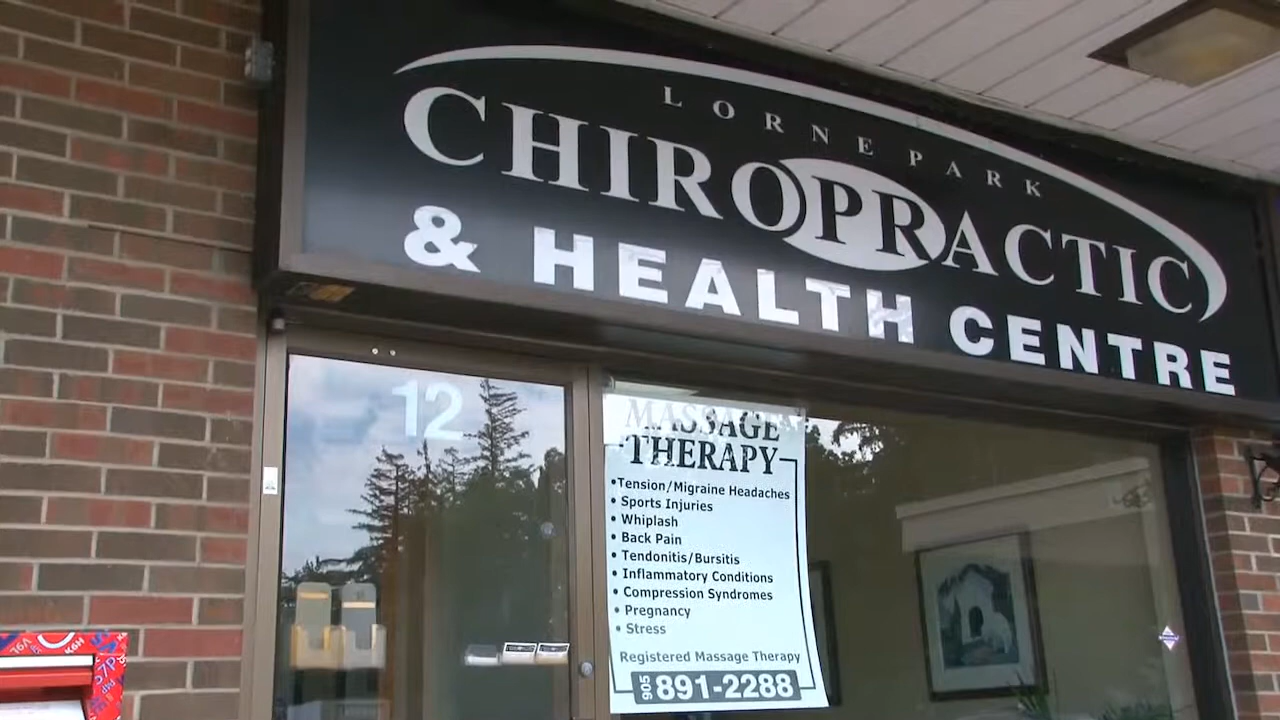 LORNE PARK
CHIROPRACTIC
& HEALTH CENTRE
12
MASSAGE
THERAPY
• Tension/Migraine Headaches
• Sports Injuries
• Whiplash
• Back Pain
• Tendonitis/Bursitis
• Inflammatory Conditions
• Compression Syndromes
• Pregnancy
• Stress
Registered Massage Therapy
905 891-2288